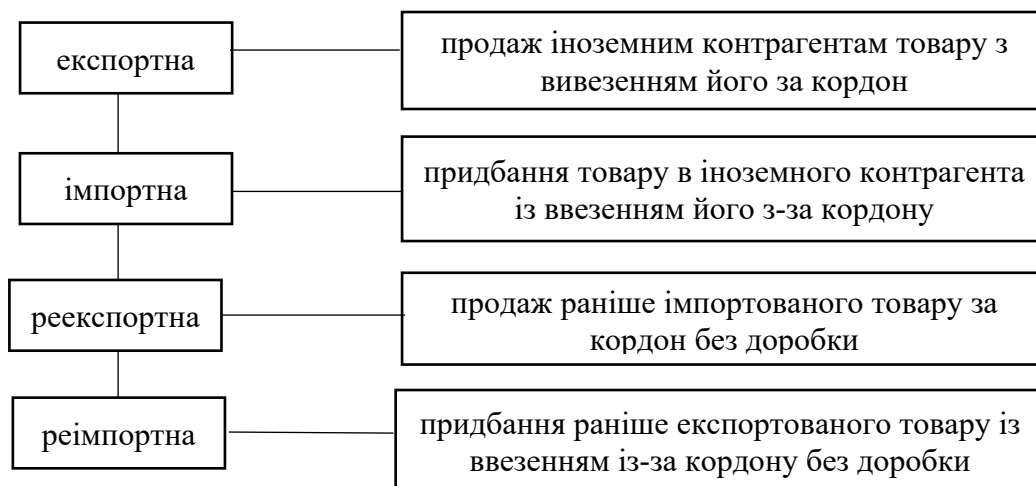 експортна
продаж іноземним контрагентам товару з
вивезенням його за кордон
імпортна
придбання товару в іноземного контрагента
із ввезенням його з-за кордону
реекспортна
продаж раніше імпортованого товару за
кордон без доробки
реімпортна
придбання раніше експортованого товару із
ввезенням із-за кордону без доробки